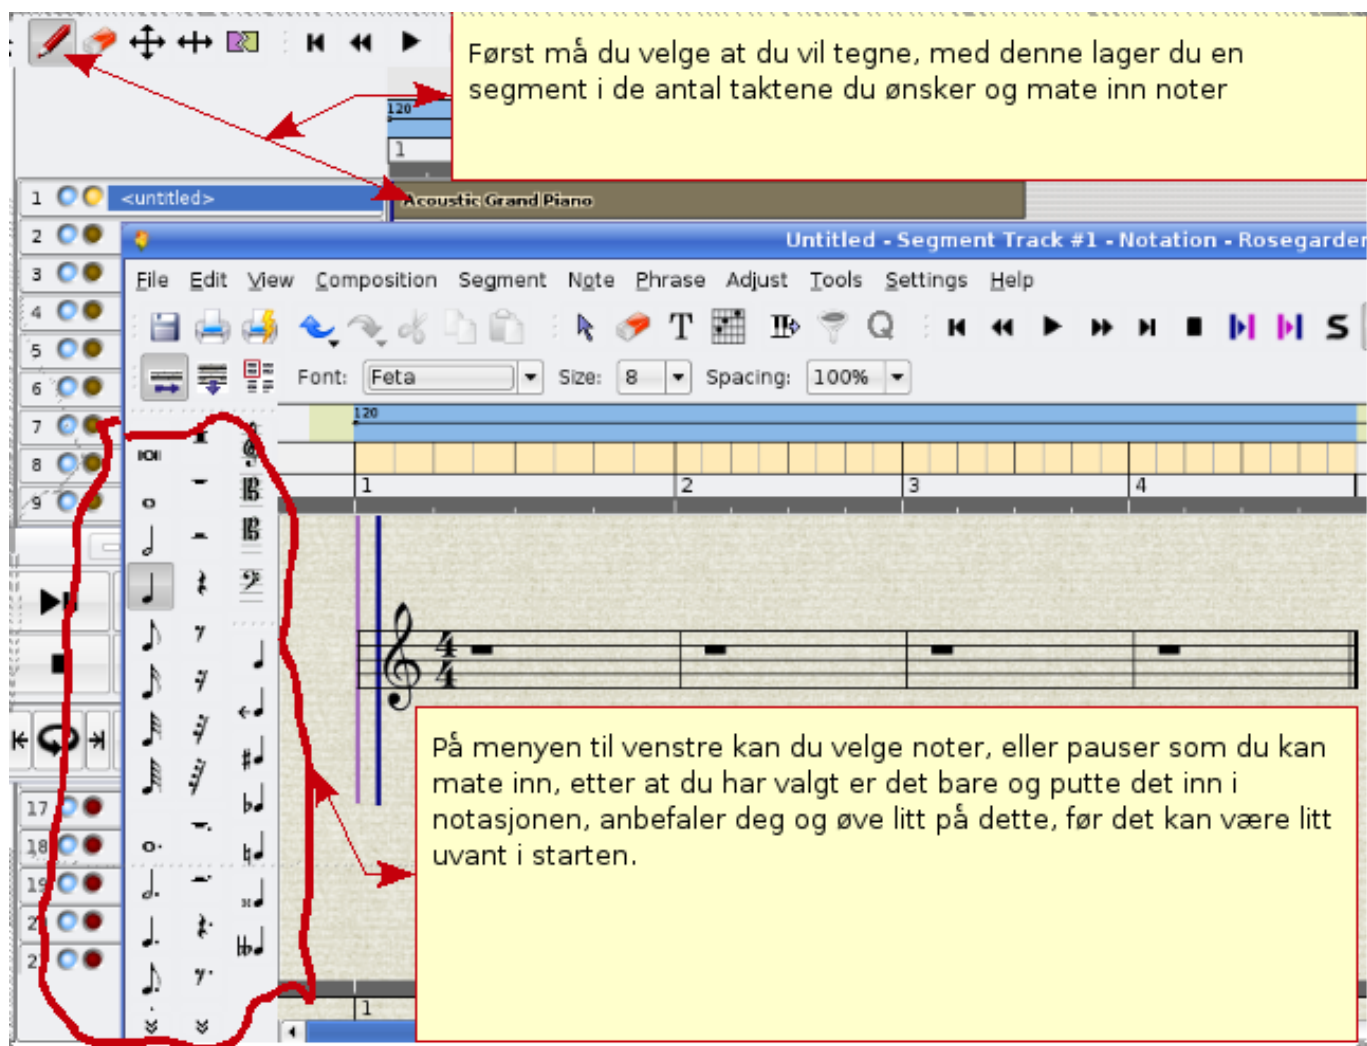 Først må du velge at du vil tegne, med denne lager du en
segment i de antal taktene du ønsker og mate inn noter
120
1
1 <untitled>
Acoustic Grand Piano
2
Untitled - Segment Track #1 - Notation - Rosegarden
3
File Edit View Composition Segment Note Phrase Adjust Tools Settings Help
4
T Q S
5
6
Font: Feta Size: 8 Spacing: 100%
7
120
8
9
1 2 3 4
4
4
På menyen til venstre kan du velge noter, eller pauser som du kan
mate inn, etter at du har valgt er det bare og putte det inn i
notasjonen, anbefaler deg og øve litt på dette, før det kan være litt
uvant i starten.
17
18
19
2
2
1